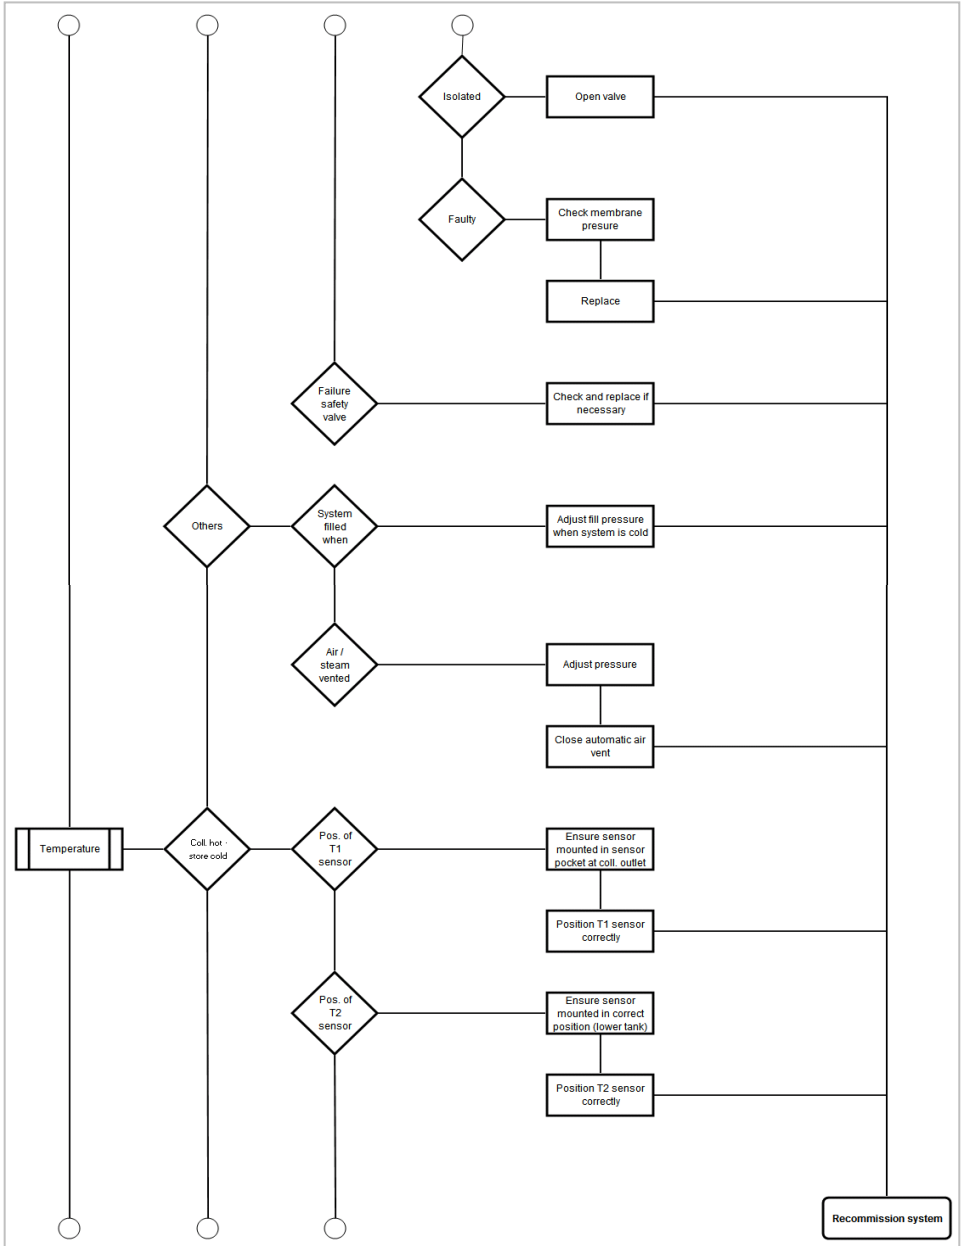 Isolated
Open valve
Faulty
Check membrane
presure
Replace
Failure
safety
valve
Check and replace if
necessary
Others
System
filled
when
Adjust fill pressure
when system is cold
Air /
steam
vented
Adjust pressure
Close automatic air
vent
Temperature
Coll. hot -
store cold
Pos. of
T1
sensor
Ensure sensor
mounted in sensor
pocket at coll. outlet
Position T1 sensor
correctly
Pos. of
T2
sensor
Ensure sensor
mounted in correct
position (lower tank)
Position T2 sensor
correctly
Recommission system